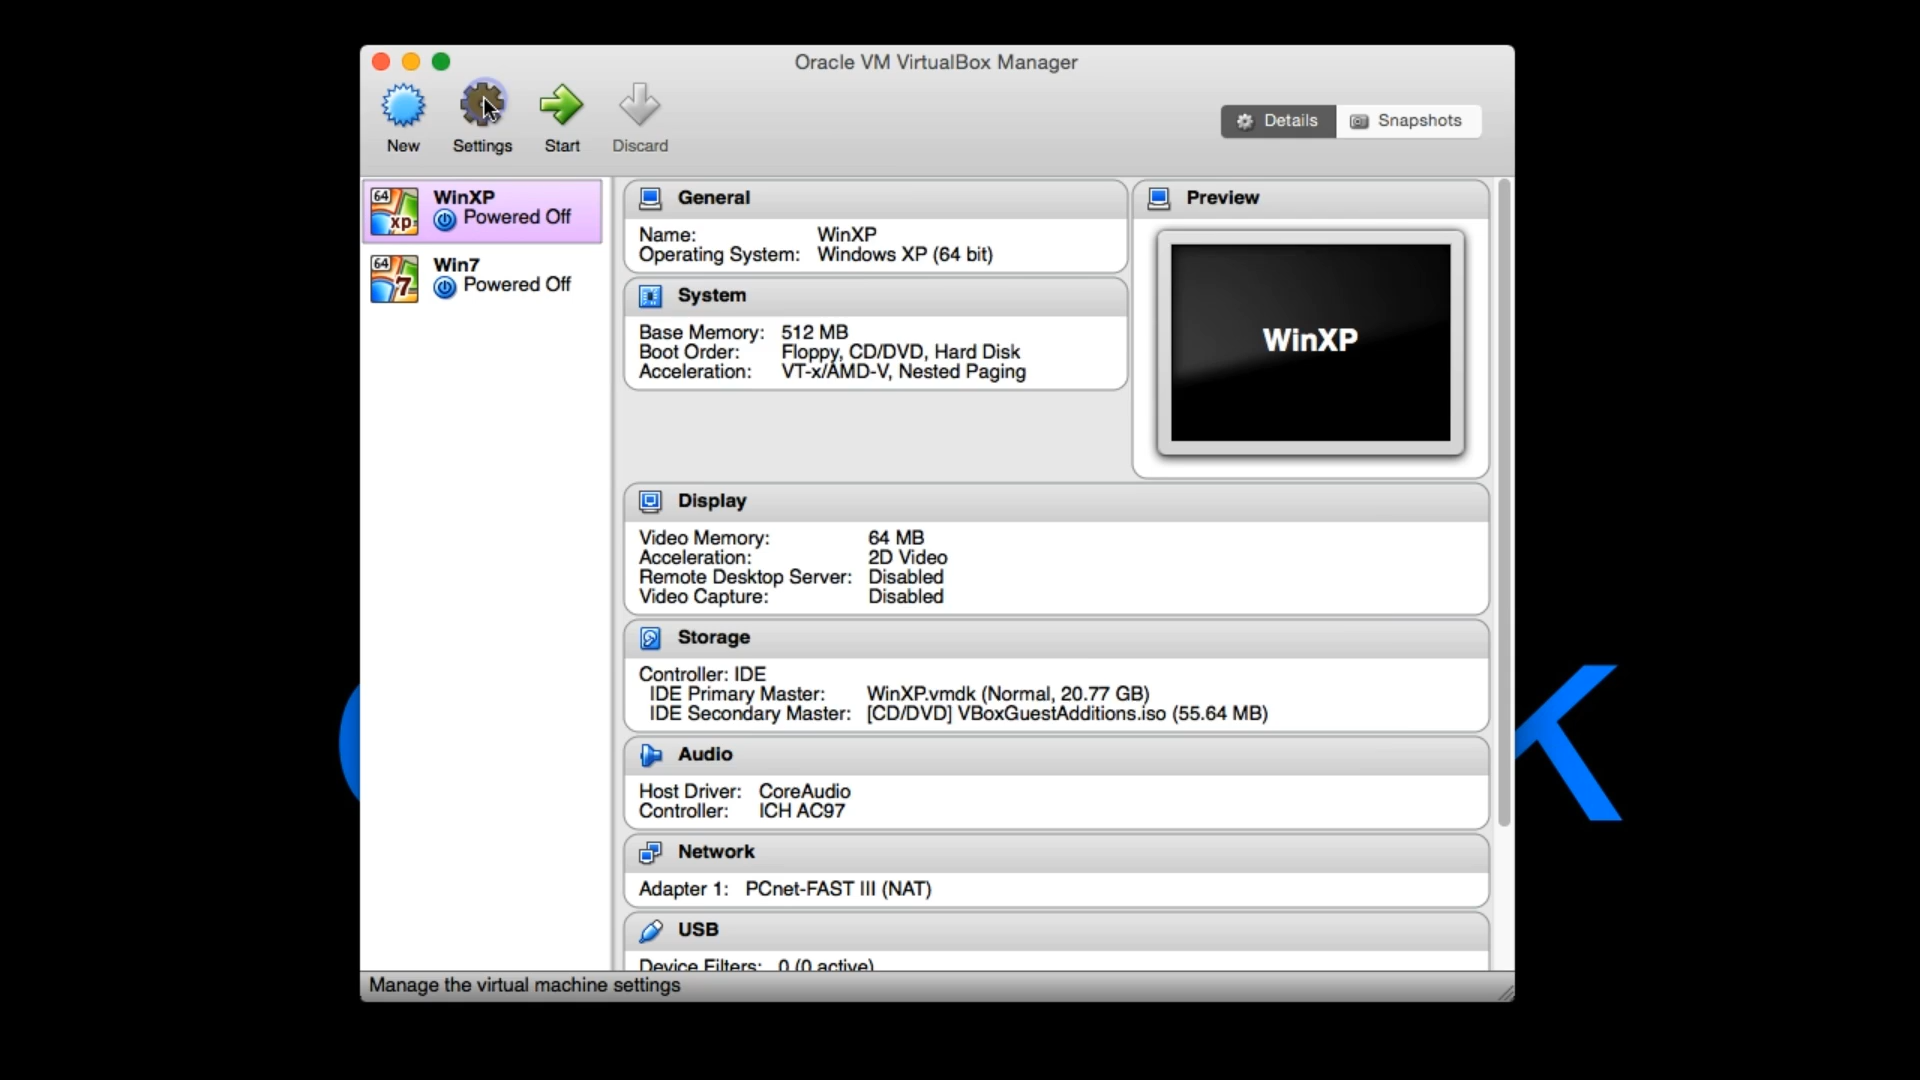 Oracle VM VirtualBox Manager
New
Settings
Start
Discard
Details
Snapshots
64
xp
WinXP
Powered Off
64
7
Win7
Powered Off
General
Name: WinXP
Operating System: Windows XP (64 bit)
System
Base Memory: 512 MB
Boot Order: Floppy, CD/DVD, Hard Disk
Acceleration: VT-x/AMD-V, Nested Paging
Preview
WinXP
Display
Video Memory: 64 MB
Acceleration: 2D Video
Remote Desktop Server: Disabled
Video Capture: Disabled
Storage
Controller: IDE
IDE Primary Master: WinXP.vmdk (Normal, 20.77 GB)
IDE Secondary Master: [CD/DVD] VBoxGuestAdditions.iso (55.64 MB)
Audio
Host Driver: CoreAudio
Controller: ICH AC97
Network
Adapter 1: PCnet-FAST III (NAT)
USB
Device Filters: 0 (0 active)
Manage the virtual machine settings
K